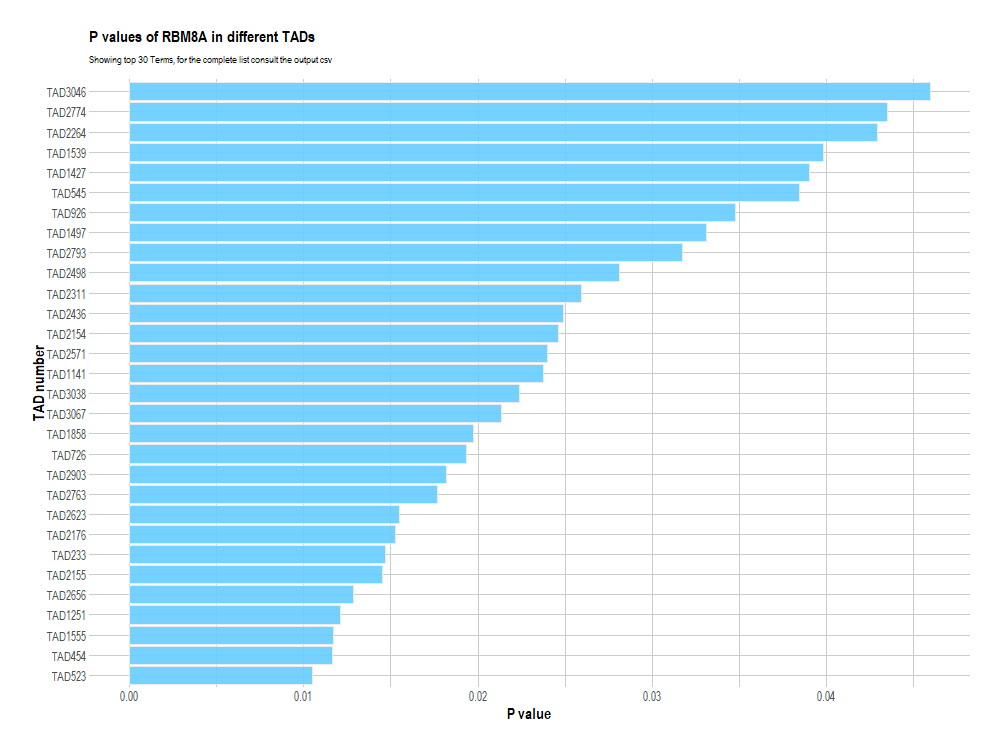 P values of RBM8A in different TADs
Showing top 30 Terms, for the complete list consult the output csv
TAD number
TAD3046
TAD2774
TAD2264
TAD1539
TAD1427
TAD545
TAD926
TAD1497
TAD2793
TAD2498
TAD2311
TAD2436
TAD2154
TAD2571
TAD1141
TAD3038
TAD3067
TAD1858
TAD726
TAD2903
TAD2763
TAD2623
TAD2176
TAD233
TAD2155
TAD2656
TAD1251
TAD1555
TAD454
TAD523
0.00 0.01 0.02 0.03 0.04
P value